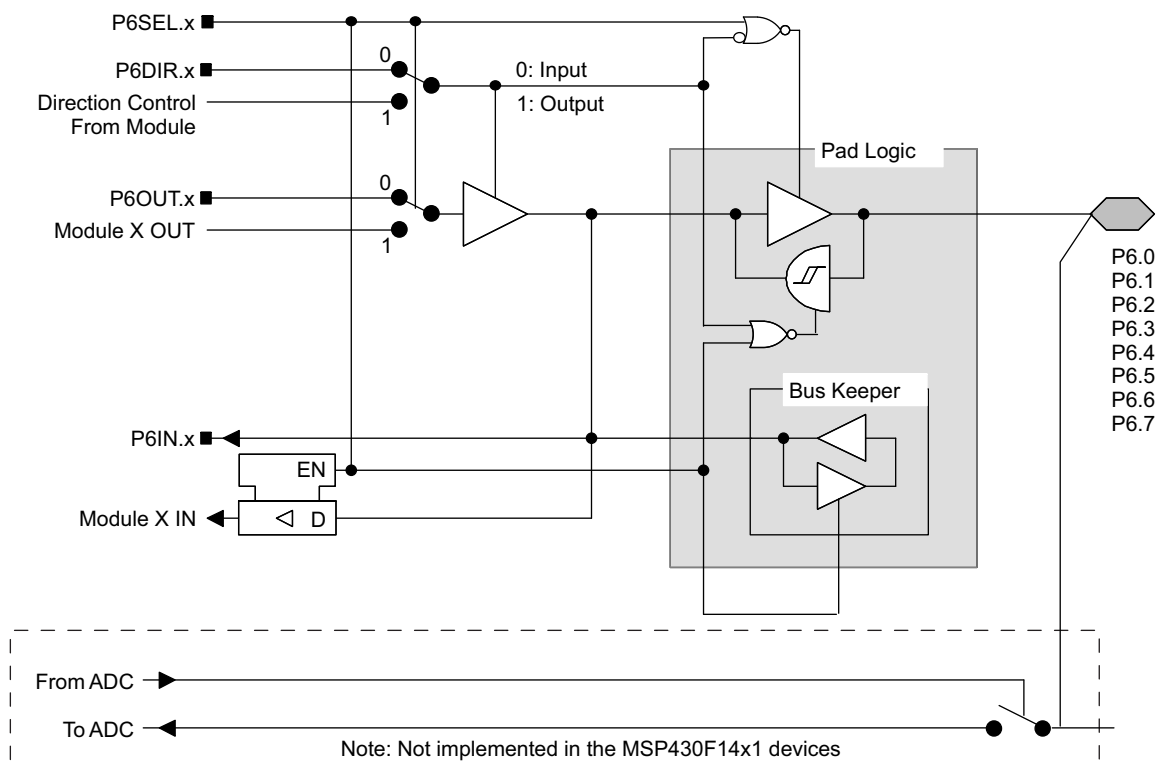 P6SEL.x
P6DIR.x
0
0: Input
1: Output
Direction Control
From Module
1
Pad Logic
P6OUT.x
0
Module X OUT
1
P6.0
P6.1
P6.2
P6.3
P6.4
P6.5
P6.6
P6.7
Bus Keeper
P6IN.x
EN
Module X IN
D
From ADC
To ADC
Note: Not implemented in the MSP430F14x1 devices